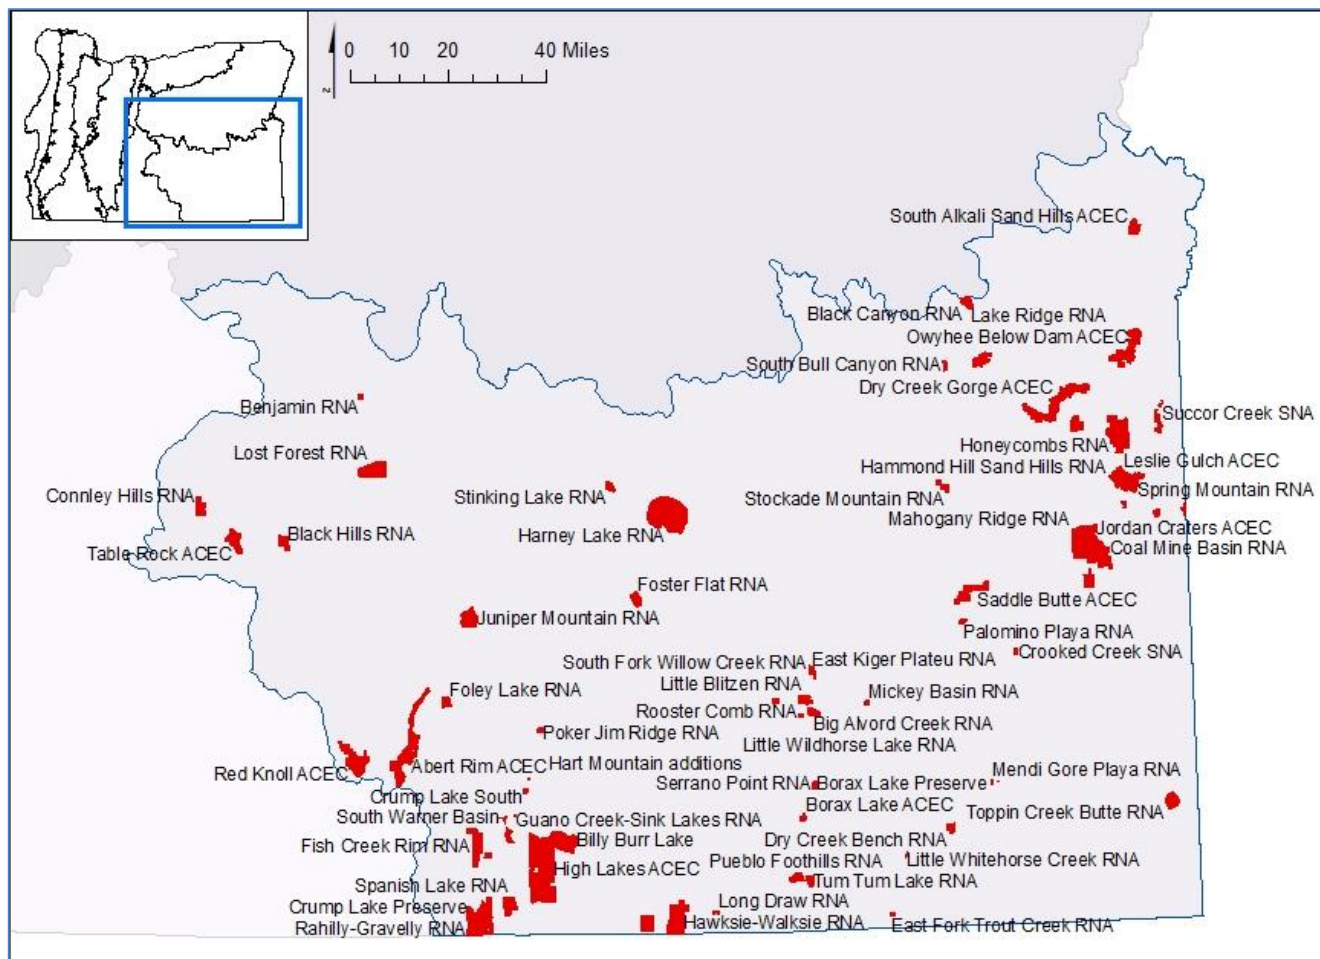 0 10 20 40 Miles
N
South Alkali Sand Hills ACEC
Black Canyon RNA
Lake Ridge RNA
Owyhee Below Dam ACEC
South Bull Canyon RNA
Dry Creek Gorge ACEC
Benjamin RNA
Succor Creek SNA
Lost Forest RNA
Honeycombs RNA
Leslie Gulch ACEC
Hammond Hill Sand Hills RNA
Connley Hills RNA
Stinking Lake RNA
Stockade Mountain RNA
Spring Mountain RNA
Mahogany Ridge RNA
Jordan Craters ACEC
Black Hills RNA
Harney Lake RNA
Coal Mine Basin RNA
Table Rock ACEC
Foster Flat RNA
Saddle Butte ACEC
Juniper Mountain RNA
Palomino Playa RNA
Crooked Creek SNA
South Fork Willow Creek RNA
East Kiger Plateu RNA
Little Blitzen RNA
Foley Lake RNA
Mickey Basin RNA
Rooster Comb RNA
Big Alvord Creek RNA
Poker Jim Ridge RNA
Little Wildhorse Lake RNA
Red Knoll ACEC
Abert Rim ACEC
Hart Mountain additions
Mendi Gore Playa RNA
Serrano Point RNA
Borax Lake Preserve
Crump Lake South
Borax Lake ACEC
Toppin Creek Butte RNA
South Warner Basin
Guano Creek-Sink Lakes RNA
Fish Creek Rim RNA
Billy Burr Lake
Dry Creek Bench RNA
Pueblo Foothills RNA
Little Whitehorse Creek RNA
High Lakes ACEC
Spanish Lake RNA
Tum Tum Lake RNA
Crump Lake Preserve
Long Draw RNA
Rahilly-Gravelly RNA
Hawksie-Walksie RNA
East Fork Trout Creek RNA